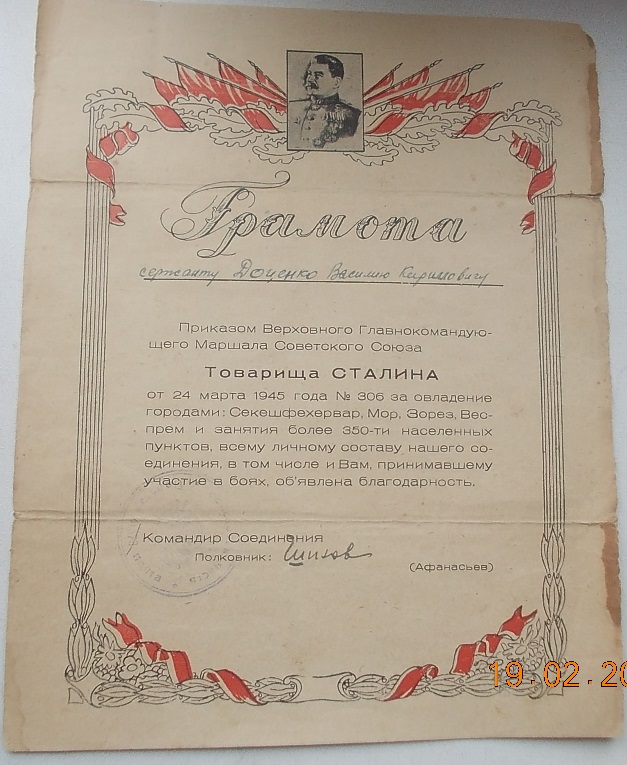 Грамота
сержанту Доценко Василию Кирилловичу
Приказом Верховного Главнокомандую-
щего Маршала Советского Союза
Товарища СТАЛИНА
от 24 марта 1945 года № 306 за овладение
городами: Секешфехервар, Мор, Зорез, Вес-
прем и занятия более 350-ти населенных
пунктов, всему личному составу нашего со-
единения, в том числе и Вам, принимавшему
участие в боях, об'явлена благодарность.
Командир Соединения
Полковник:
(Афанасьев)
19.02.20